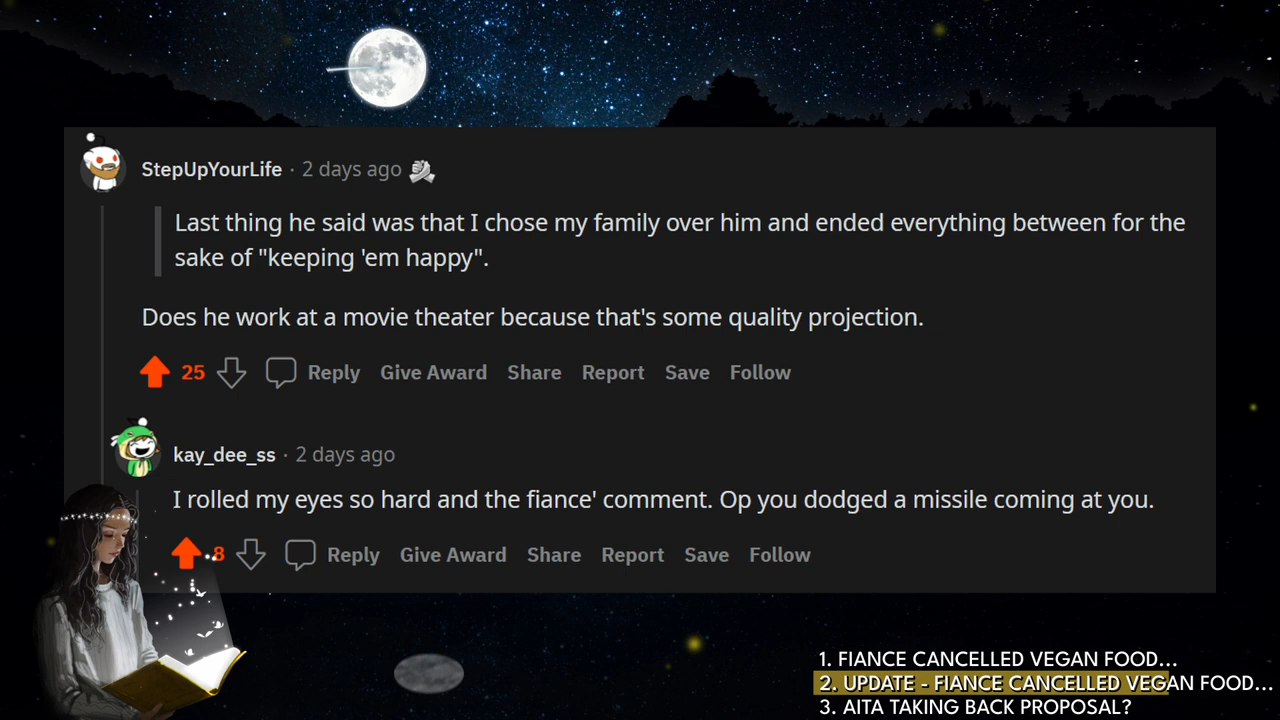 StepUpYourLife · 2 days ago
Last thing he said was that I chose my family over him and ended everything between for the
sake of "keeping 'em happy".
Does he work at a movie theater because that's some quality projection.
25 Reply Give Award Share Report Save Follow
kay_dee_ss · 2 days ago
I rolled my eyes so hard and the fiance' comment. Op you dodged a missile coming at you.
8 Reply Give Award Share Report Save Follow
1. FIANCE CANCELLED VEGAN FOOD...
2. UPDATE - FIANCE CANCELLED VEGAN FOOD...
3. AITA TAKING BACK PROPOSAL?